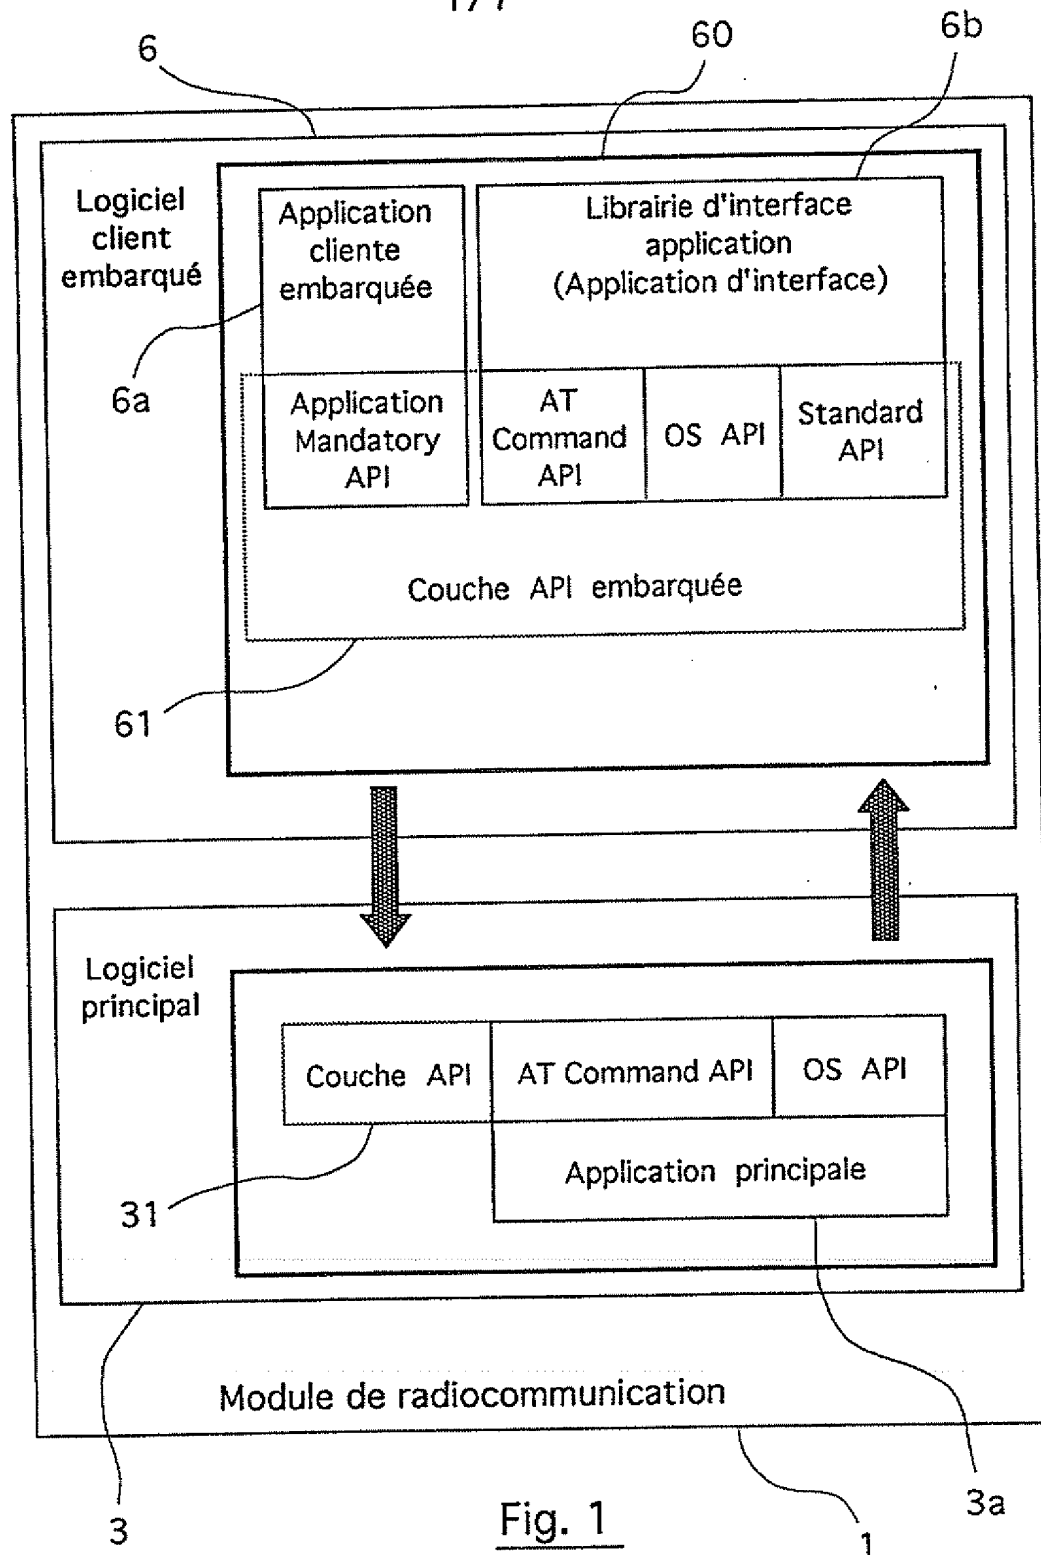 1/7
6
60
6b
Logiciel
client
embarqué
Application
cliente
embarquée
Librairie d'interface
application
(Application d'interface)
6a
Application
Mandatory
API
AT
Command
API
OS API
Standard
API
Couche API embarquée
61
Logiciel
principal
Couche API
AT Command API
OS API
Application principale
31
Module de radiocommunication
3
Fig. 1
3a
1